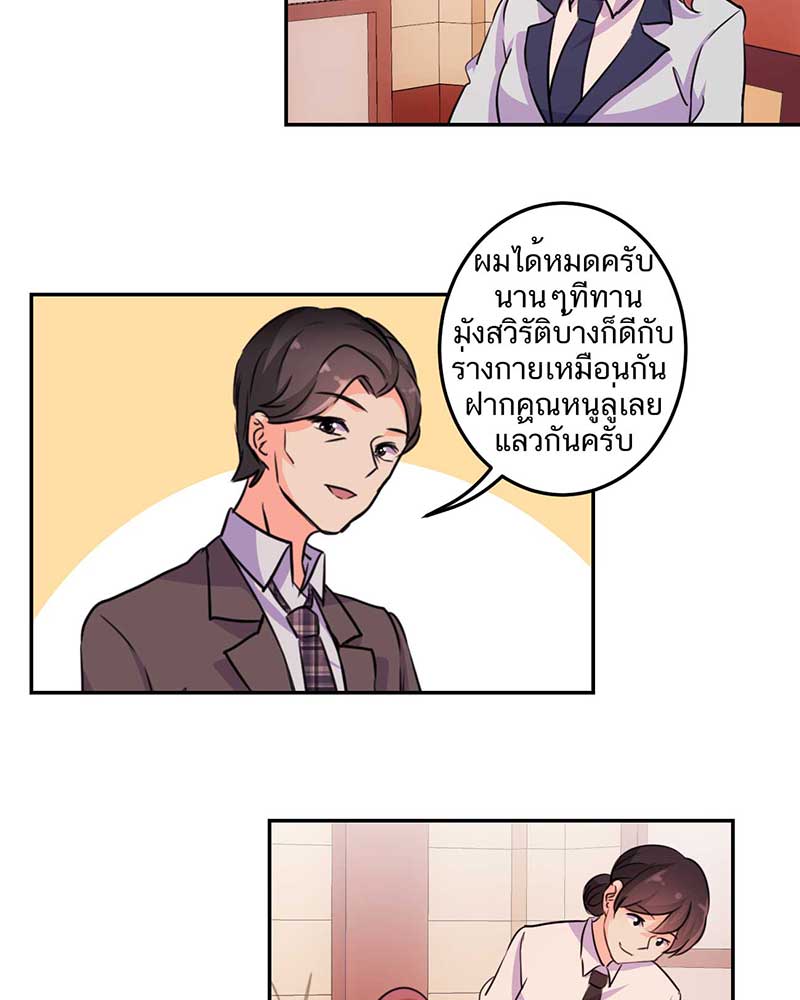 ผมได้หมดครับ
นานๆทีทาน
มังสวิรัติบ้างก็ดีกับ
ร่างกายเหมือนกัน
ฝากคุณหนูลู่เลย
แล้วกันครับ